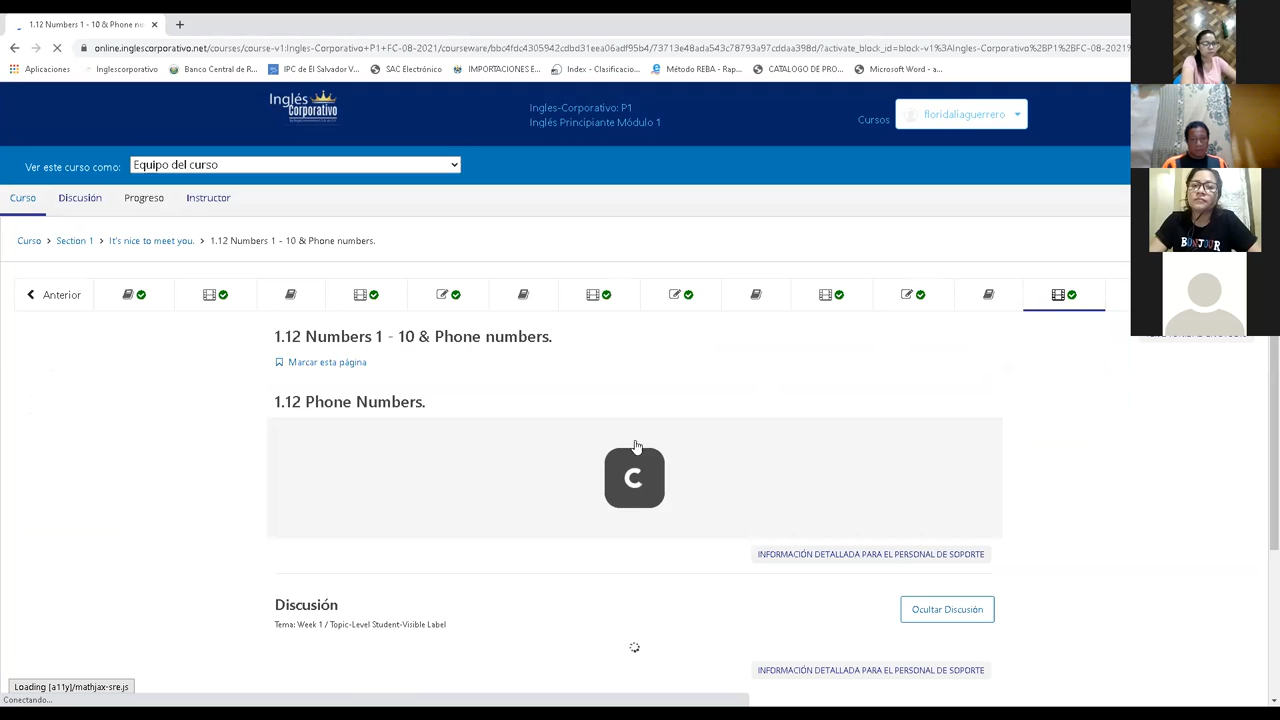 1.12 Numbers 1 - 10 & Phone nu
online.inglescorporativo.net/courses/course-v1:Ingles-Corporativo+P1+FC-08-2021/courseware/bbc4fdc4305942cdbd31eea06adf95b4/73713e48ada543c78793a97cddaa398d/?activate_block_id=block-v1%3AIngles-Corporativo%2BP1%2BFC-08-2021%
Aplicaciones
Inglescorporativo
Banco Central de R...
IPC de El Salvador V...
SAC Electrónico
IMPORTACIONES E...
Index - Clasificacio...
Método REBA - Rap...
CATALOGO DE PRO...
Microsoft Word - a...
Inglés
Corporativo
Ingles-Corporativo: P1
Inglés Principiante Módulo 1
Cursos
floridaliaguerrero
Ver este curso como:
Equipo del curso
Curso
Discusión
Progreso
Instructor
Curso > Section 1 > It's nice to meet you. > 1.12 Numbers 1 - 10 & Phone numbers.
Anterior
1.12 Numbers 1 - 10 & Phone numbers.
Marcar esta página
1.12 Phone Numbers.
C
INFORMACIÓN DETALLADA PARA EL PERSONAL DE SOPORTE
Discusión
Ocultar Discusión
Tema: Week 1 / Topic-Level Student-Visible Label
INFORMACIÓN DETALLADA PARA EL PERSONAL DE SOPORTE
Loading [a11y]/mathjax-sre.js
Conectando...
BONJOUR